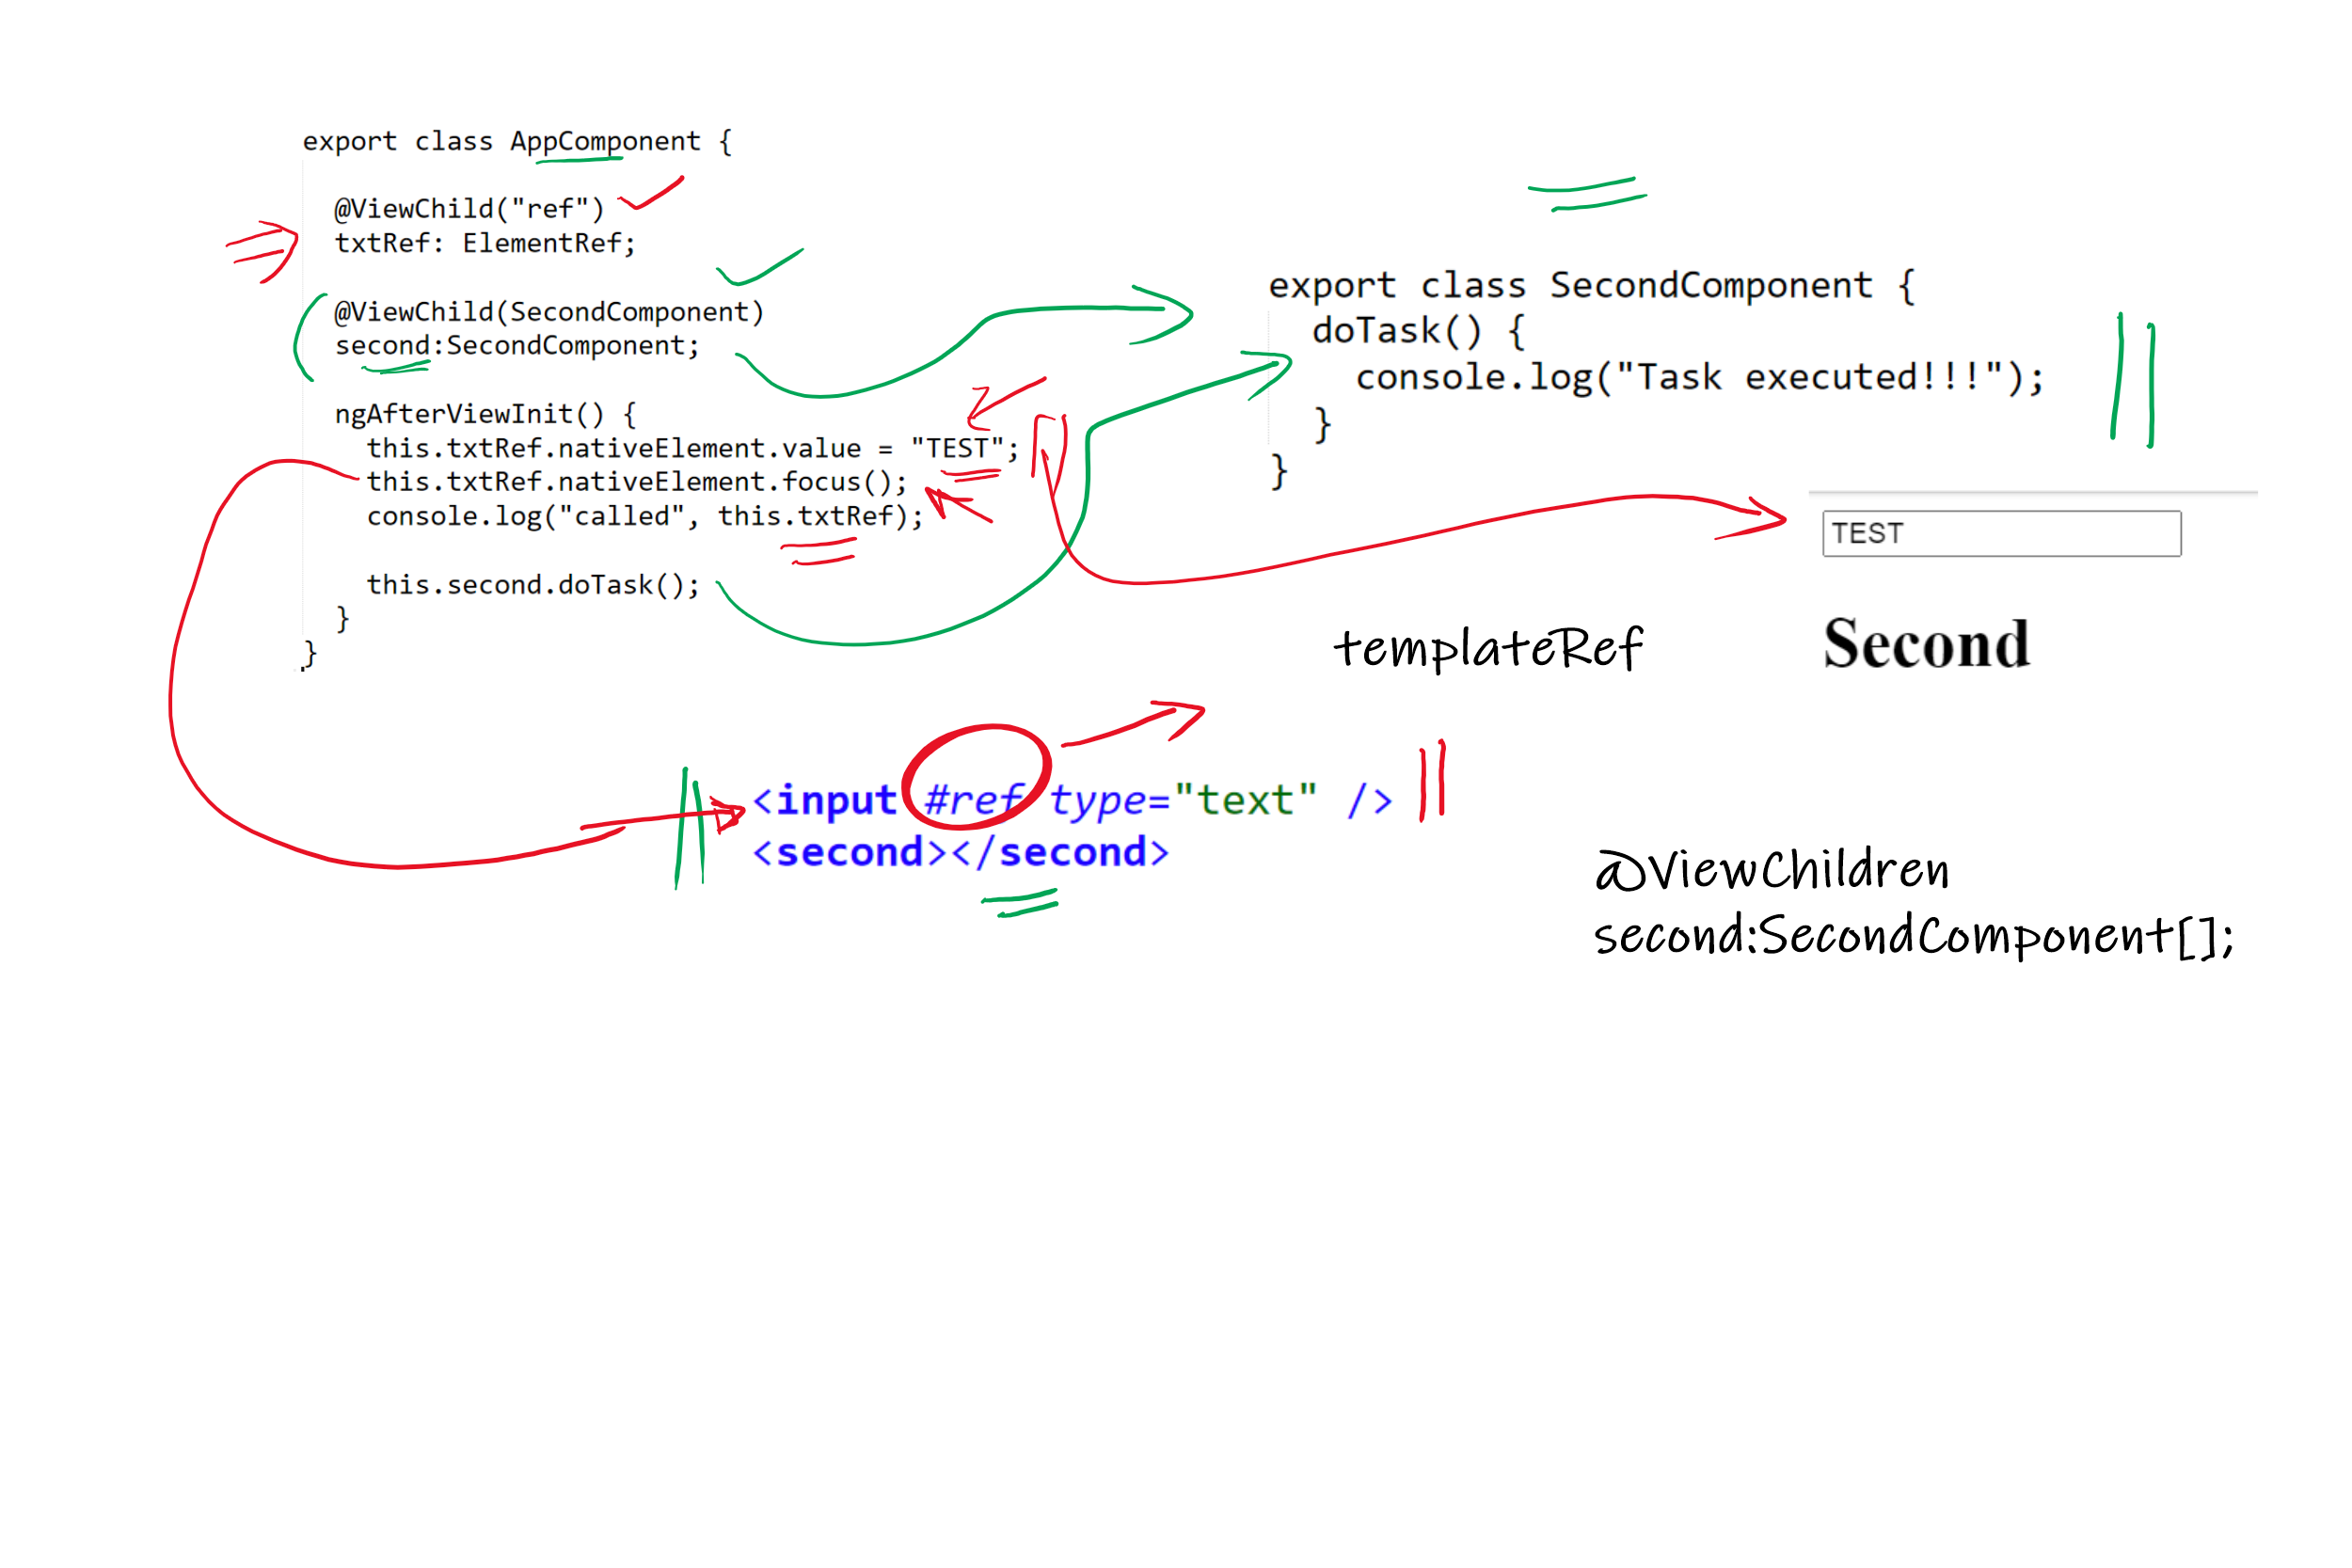 export class AppComponent {
@ViewChild("ref")
txtRef: ElementRef;
@ViewChild(SecondComponent)
second:SecondComponent;
ngAfterViewInit() {
this.txtRef.nativeElement.value = "TEST";
this.txtRef.nativeElement.focus();
console.log("called", this.txtRef);
this.second.doTask();
}
}
export class SecondComponent {
doTask() {
console.log("Task executed!!!");
}
}
TEST
Second
templateRef
<input #ref type="text" />
<second></second>
@ViewChildren
second:SecondComponent[];